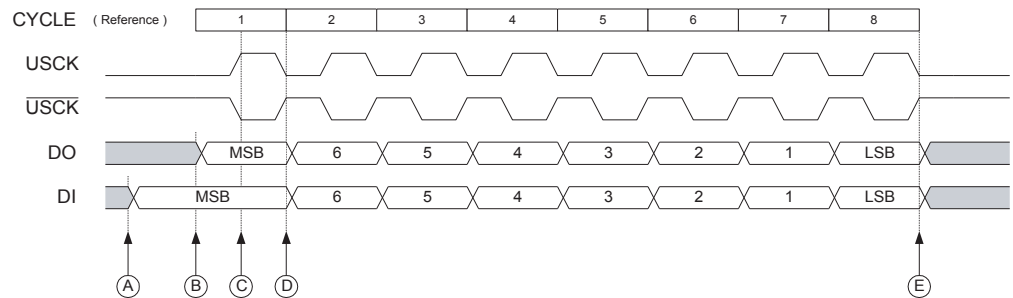 CYCLE ( Reference ) 1 2 3 4 5 6 7 8
USCK
USCK
DO MSB 6 5 4 3 2 1 LSB
DI MSB 6 5 4 3 2 1 LSB
A B C D E